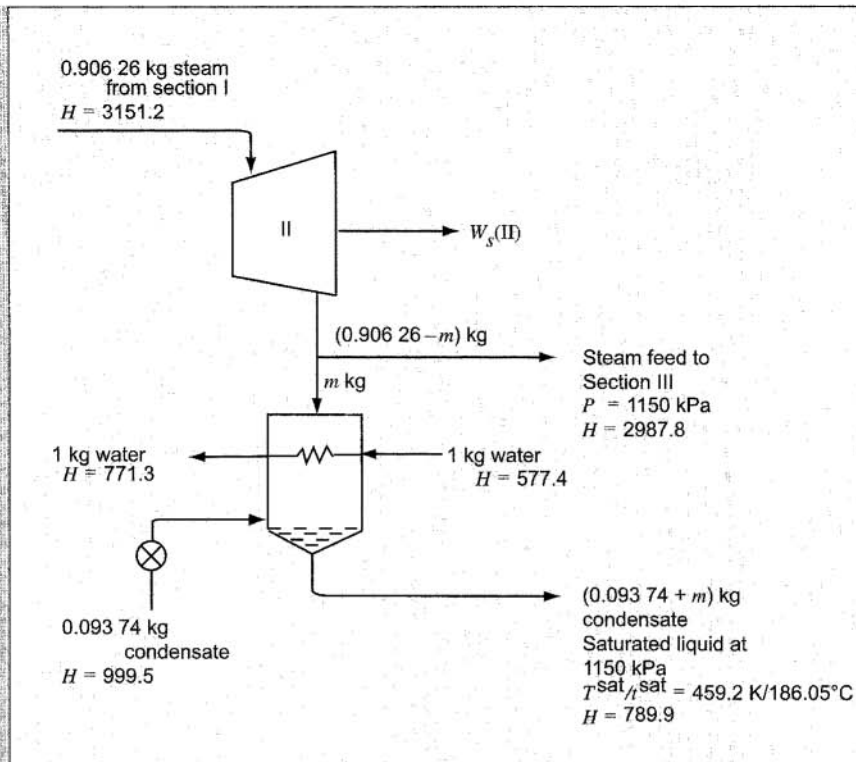 0.906 26 kg steam
from section I
H = 3151.2
II
W_s(II)
(0.906 26 – m) kg
Steam feed to
Section III
P = 1150 kPa
H = 2987.8
m kg
1 kg water
H = 771.3
1 kg water
H = 577.4
0.093 74 kg
condensate
H = 999.5
(0.093 74 + m) kg
condensate
Saturated liquid at
1150 kPa
T^sat/t^sat = 459.2 K/186.05°C
H = 789.9